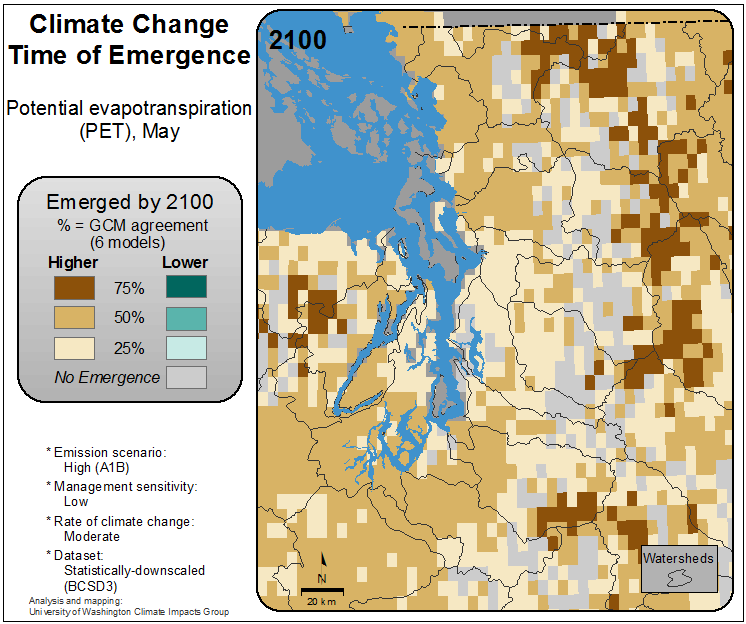 Climate Change
Time of Emergence
Potential evapotranspiration
(PET), May
Emerged by 2100
% = GCM agreement
(6 models)
Higher Lower
75%
50%
25%
No Emergence
* Emission scenario:
High (A1B)
* Management sensitivity:
Low
* Rate of climate change:
Moderate
* Dataset:
Statistically-downscaled
(BCSD3)
Analysis and mapping:
University of Washington Climate Impacts Group
2100
N
20 km
Watersheds